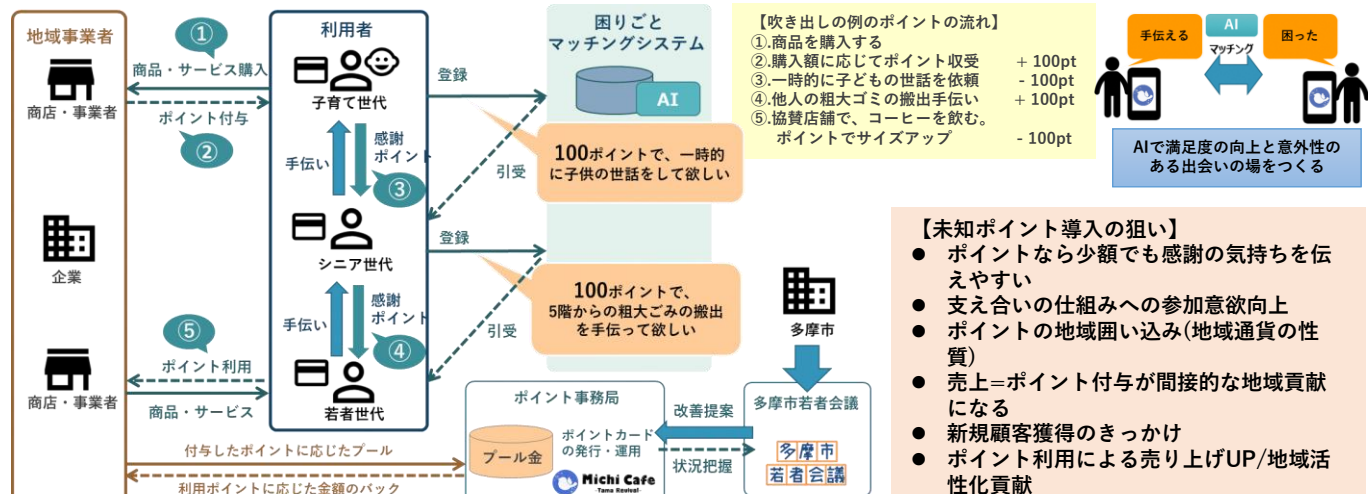 地域事業者
①
商品・サービス購入
商店・事業者
ポイント付与
②
企業
⑤
ポイント利用
商店・事業者
商品・サービス
利用者
子育て世代
手伝い
感謝
ポイント
③
シニア世代
手伝い
感謝
ポイント
④
若者世代
登録
引受
登録
引受
困りごと
マッチングシステム
AI
100ポイントで、一時的
に子供の世話をして欲しい
100ポイントで、
5階からの粗大ごみの搬出
を手伝って欲しい
【吹き出しの例のポイントの流れ】
①.商品を購入する
②.購入額に応じてポイント収受 + 100pt
③.一時的に子どもの世話を依頼 - 100pt
④.他人の粗大ゴミの搬出手伝い + 100pt
⑤.協賛店舗で、コーヒーを飲む。
ポイントでサイズアップ - 100pt
手伝える
AI
マッチング
困った
AIで満足度の向上と意外性の
ある出会いの場をつくる
多摩市
付与したポイントに応じたプール
利用ポイントに応じた金額のバック
ポイント事務局
プール金
ポイントカード
の発行・運用
Michi Cafe
-Tama Revival-
改善提案
状況把握
多摩市若者会議
多摩市
若者会議
【未知ポイント導入の狙い】
● ポイントなら少額でも感謝の気持ちを伝
えやすい
● 支え合いの仕組みへの参加意欲向上
● ポイントの地域囲い込み(地域通貨の性
質)
● 売上=ポイント付与が間接的な地域貢献
になる
● 新規顧客獲得のきっかけ
● ポイント利用による売り上げUP/地域活
性化貢献